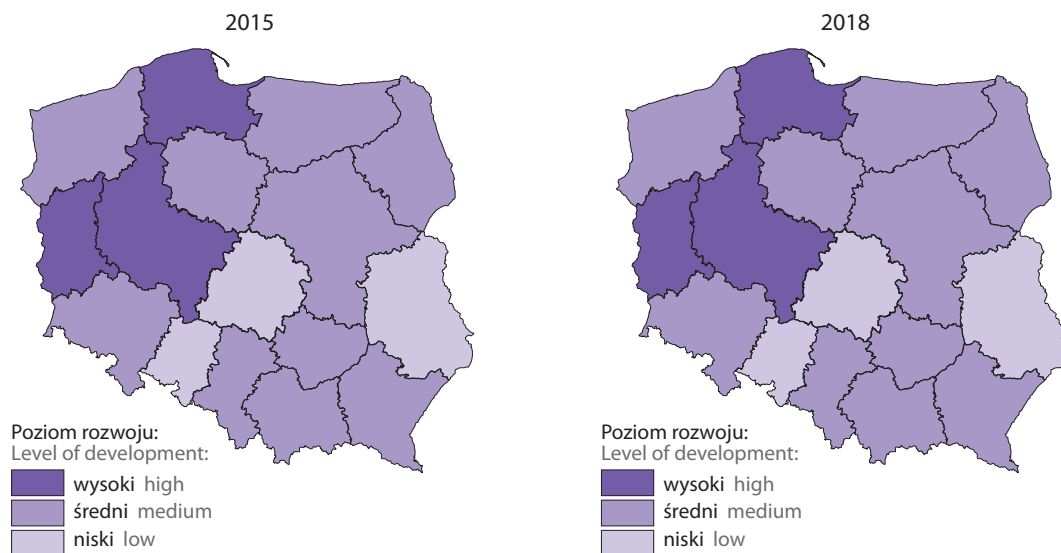 2015
Poziom rozwoju:
Level of development:
wysoki high
średni medium
niski low
2018
Poziom rozwoju:
Level of development:
wysoki high
średni medium
niski low